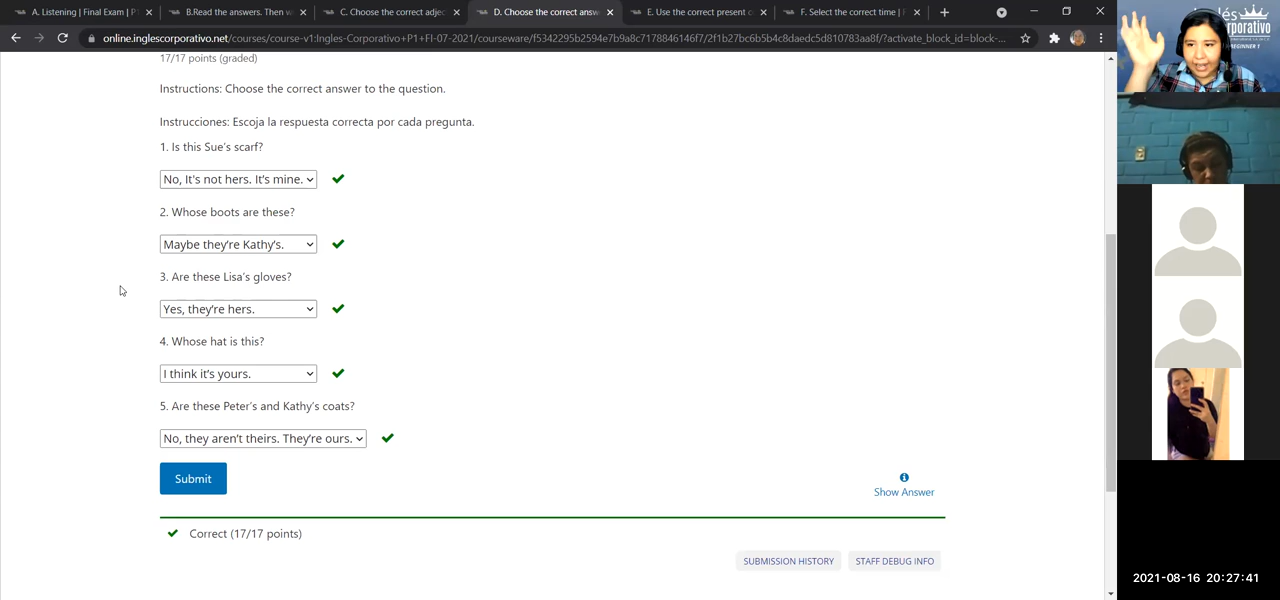 A. Listening | Final Exam | P
B.Read the answers. Then w
C. Choose the correct adjec
D. Choose the correct answ
E. Use the correct present c
F. Select the correct time |
online.inglescorporativo.net/courses/course-v1:Ingles-Corporativo+P1+FI-07-2021/courseware/f5342295b2594e7b9a8c7178846146f7/2f1b27bc6b5b4c8daedc5d810783aa8f/?activate_block_id=block-...
17/17 points (graded)
Instructions: Choose the correct answer to the question.
Instrucciones: Escoja la respuesta correcta por cada pregunta.
1. Is this Sue's scarf?
No, It's not hers. It's mine.
2. Whose boots are these?
Maybe they're Kathy's.
3. Are these Lisa's gloves?
Yes, they're hers.
4. Whose hat is this?
I think it's yours.
5. Are these Peter's and Kathy's coats?
No, they aren't theirs. They're ours.
Submit
Show Answer
Correct (17/17 points)
SUBMISSION HISTORY
STAFF DEBUG INFO
2021-08-16 20:27:41